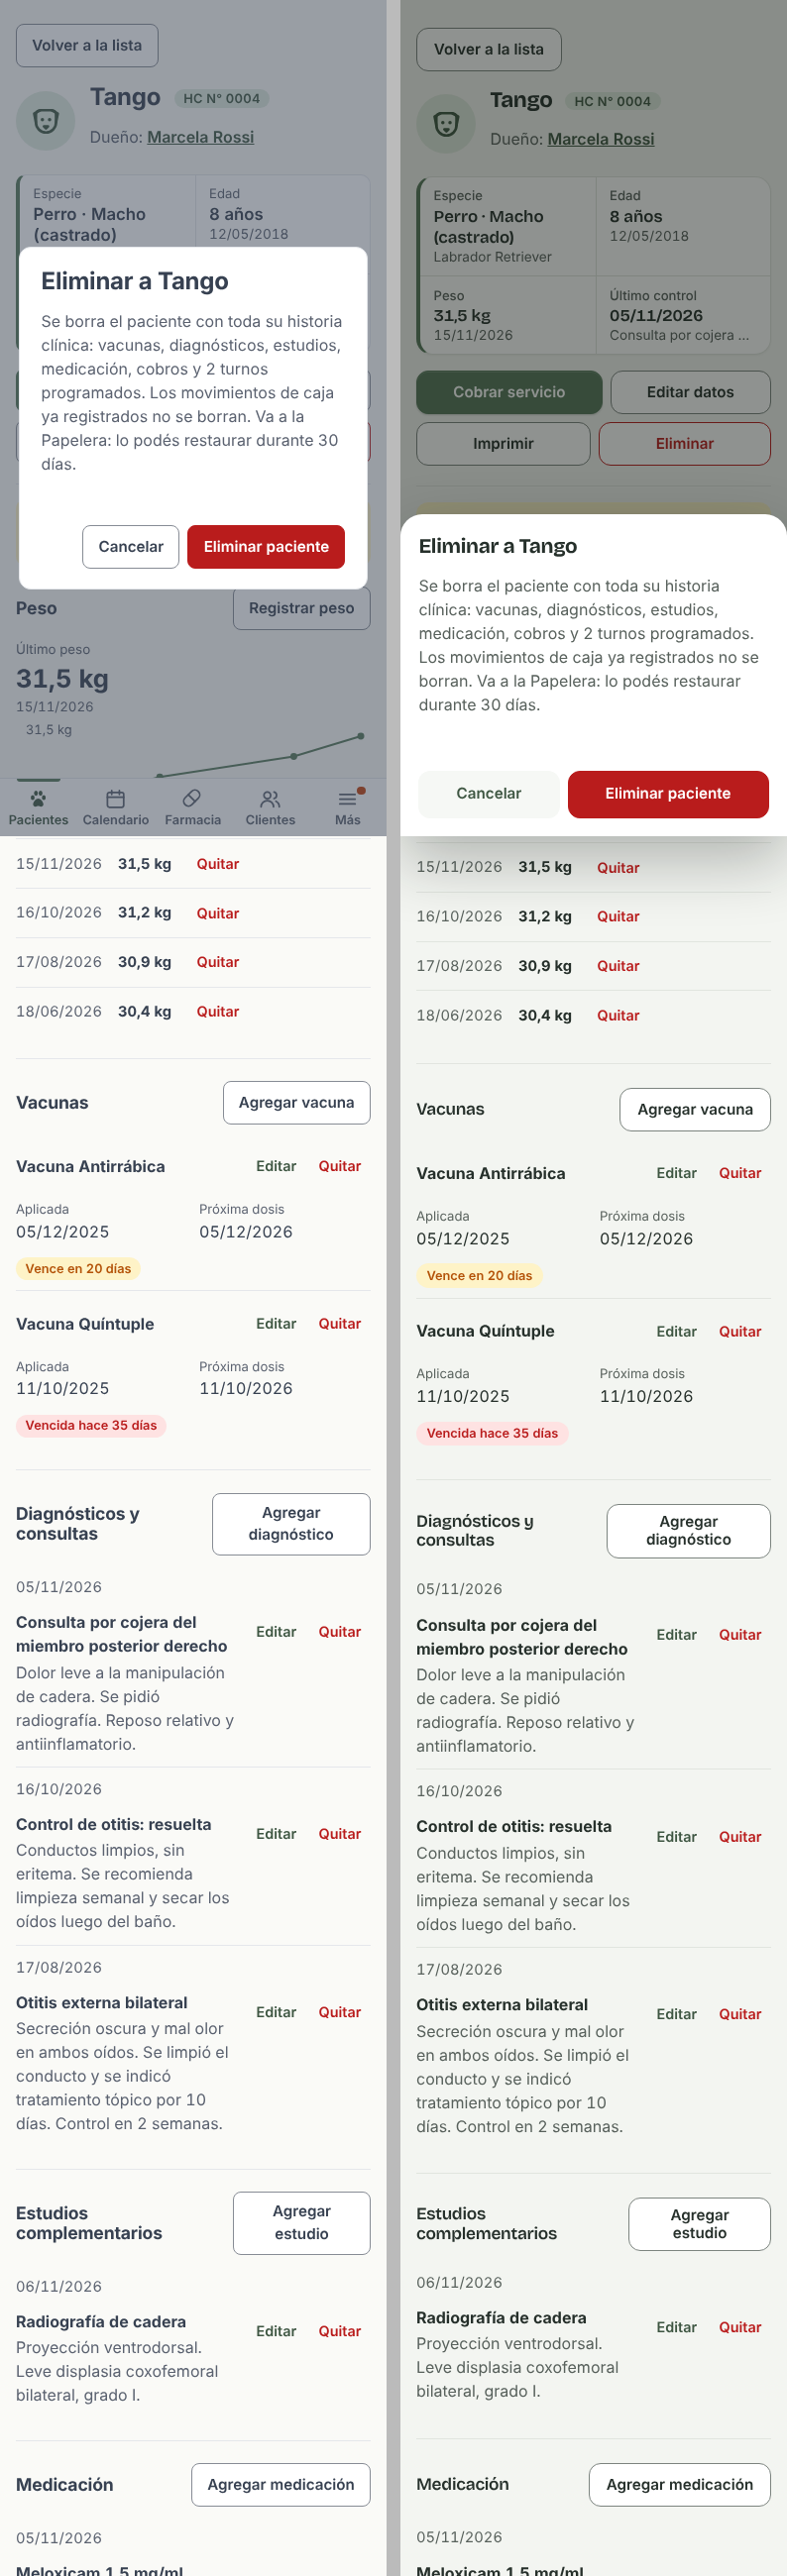 Volver a la lista
Tango HC N° 0004
Dueño: Marcela Rossi
Especie
Perro · Macho
(castrado)
Edad
8 años
12/05/2018
Eliminar a Tango
Se borra el paciente con toda su historia
clínica: vacunas, diagnósticos, estudios,
medicación, cobros y 2 turnos
programados. Los movimientos de caja
ya registrados no se borran. Va a la
Papelera: lo podés restaurar durante 30
días.
Cancelar
Eliminar paciente
Peso
Registrar peso
Último peso
31,5 kg
15/11/2026
31,5 kg
Pacientes
Calendario
Farmacia
Clientes
Más
15/11/2026 31,5 kg Quitar
16/10/2026 31,2 kg Quitar
17/08/2026 30,9 kg Quitar
18/06/2026 30,4 kg Quitar
Vacunas
Agregar vacuna
Vacuna Antirrábica
Editar Quitar
Aplicada
05/12/2025
Próxima dosis
05/12/2026
Vence en 20 días
Vacuna Quíntuple
Editar Quitar
Aplicada
11/10/2025
Próxima dosis
11/10/2026
Vencida hace 35 días
Diagnósticos y
consultas
Agregar
diagnóstico
05/11/2026
Consulta por cojera del
miembro posterior derecho
Editar Quitar
Dolor leve a la manipulación
de cadera. Se pidió
radiografía. Reposo relativo y
antiinflamatorio.
16/10/2026
Control de otitis: resuelta
Editar Quitar
Conductos limpios, sin
eritema. Se recomienda
limpieza semanal y secar los
oídos luego del baño.
17/08/2026
Otitis externa bilateral
Editar Quitar
Secreción oscura y mal olor
en ambos oídos. Se limpió el
conducto y se indicó
tratamiento tópico por 10
días. Control en 2 semanas.
Estudios
complementarios
Agregar
estudio
06/11/2026
Radiografía de cadera
Editar Quitar
Proyección ventrodorsal.
Leve displasia coxofemoral
bilateral, grado I.
Medicación
Agregar medicación
05/11/2026
Meloxicam 1,5 mg/ml
Volver a la lista
Tango HC N° 0004
Dueño: Marcela Rossi
Especie
Perro · Macho
(castrado)
Labrador Retriever
Edad
8 años
12/05/2018
Peso
31,5 kg
15/11/2026
Último control
05/11/2026
Consulta por cojera ...
Cobrar servicio
Editar datos
Imprimir
Eliminar
Eliminar a Tango
Se borra el paciente con toda su historia
clínica: vacunas, diagnósticos, estudios,
medicación, cobros y 2 turnos programados.
Los movimientos de caja ya registrados no se
borran. Va a la Papelera: lo podés restaurar
durante 30 días.
Cancelar
Eliminar paciente
15/11/2026 31,5 kg Quitar
16/10/2026 31,2 kg Quitar
17/08/2026 30,9 kg Quitar
18/06/2026 30,4 kg Quitar
Vacunas
Agregar vacuna
Vacuna Antirrábica
Editar Quitar
Aplicada
05/12/2025
Próxima dosis
05/12/2026
Vence en 20 días
Vacuna Quíntuple
Editar Quitar
Aplicada
11/10/2025
Próxima dosis
11/10/2026
Vencida hace 35 días
Diagnósticos y
consultas
Agregar
diagnóstico
05/11/2026
Consulta por cojera del
miembro posterior derecho
Editar Quitar
Dolor leve a la manipulación
de cadera. Se pidió
radiografía. Reposo relativo y
antiinflamatorio.
16/10/2026
Control de otitis: resuelta
Editar Quitar
Conductos limpios, sin
eritema. Se recomienda
limpieza semanal y secar los
oídos luego del baño.
17/08/2026
Otitis externa bilateral
Editar Quitar
Secreción oscura y mal olor
en ambos oídos. Se limpió el
conducto y se indicó
tratamiento tópico por 10
días. Control en 2 semanas.
Estudios
complementarios
Agregar
estudio
06/11/2026
Radiografía de cadera
Editar Quitar
Proyección ventrodorsal.
Leve displasia coxofemoral
bilateral, grado I.
Medicación
Agregar medicación
05/11/2026
Meloxicam 1,5 mg/ml